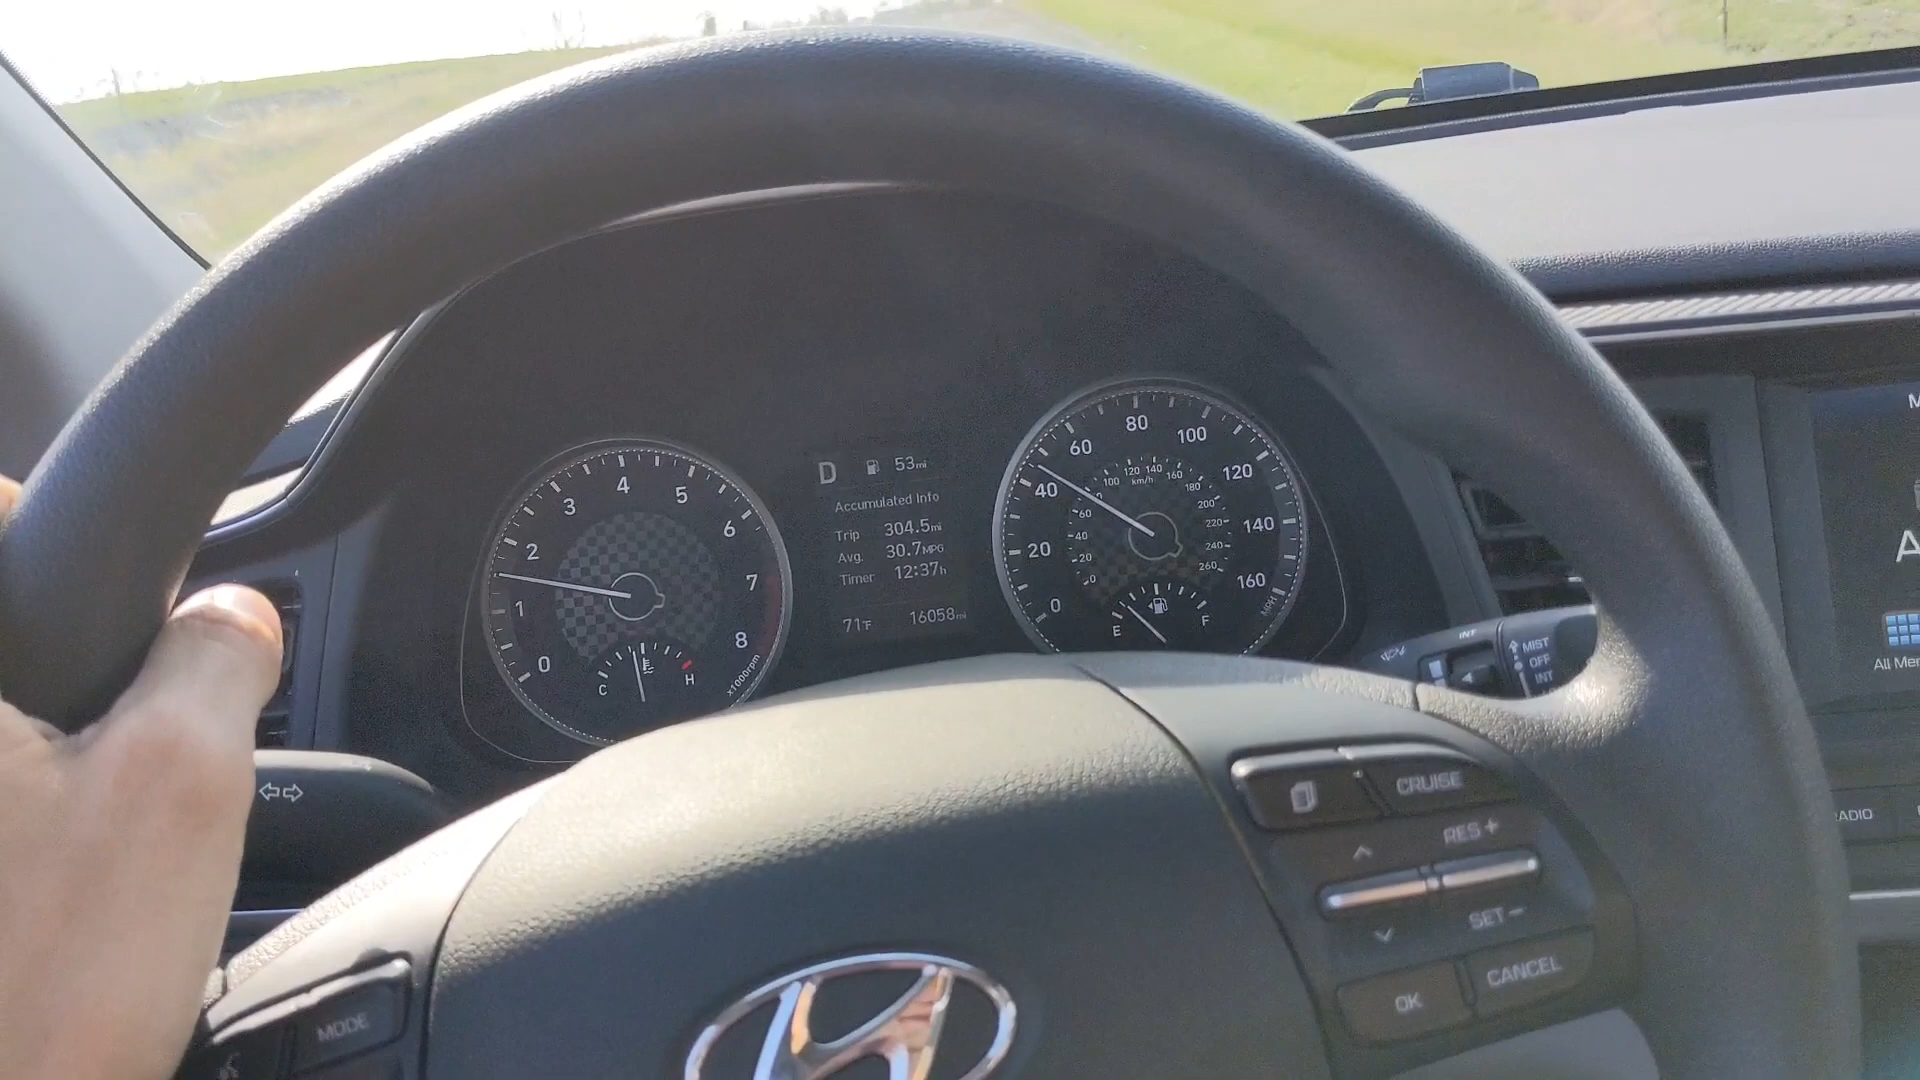 D 53mi
Accumulated Info
Trip 304.5mi
Avg. 30.7MPG
Timer 12:37h
71°F 16058mi
0 1 2 3 4 5 6 7 8
x1000rpm
C H
0 20 40 60 80 100 120 140 160
MPH
0 20 40 60 100 120 140 160 180 200 220 240 260
km/h
E F
INT
MIST
OFF
INT
CRUISE
RES +
SET −
OK
CANCEL
MODE